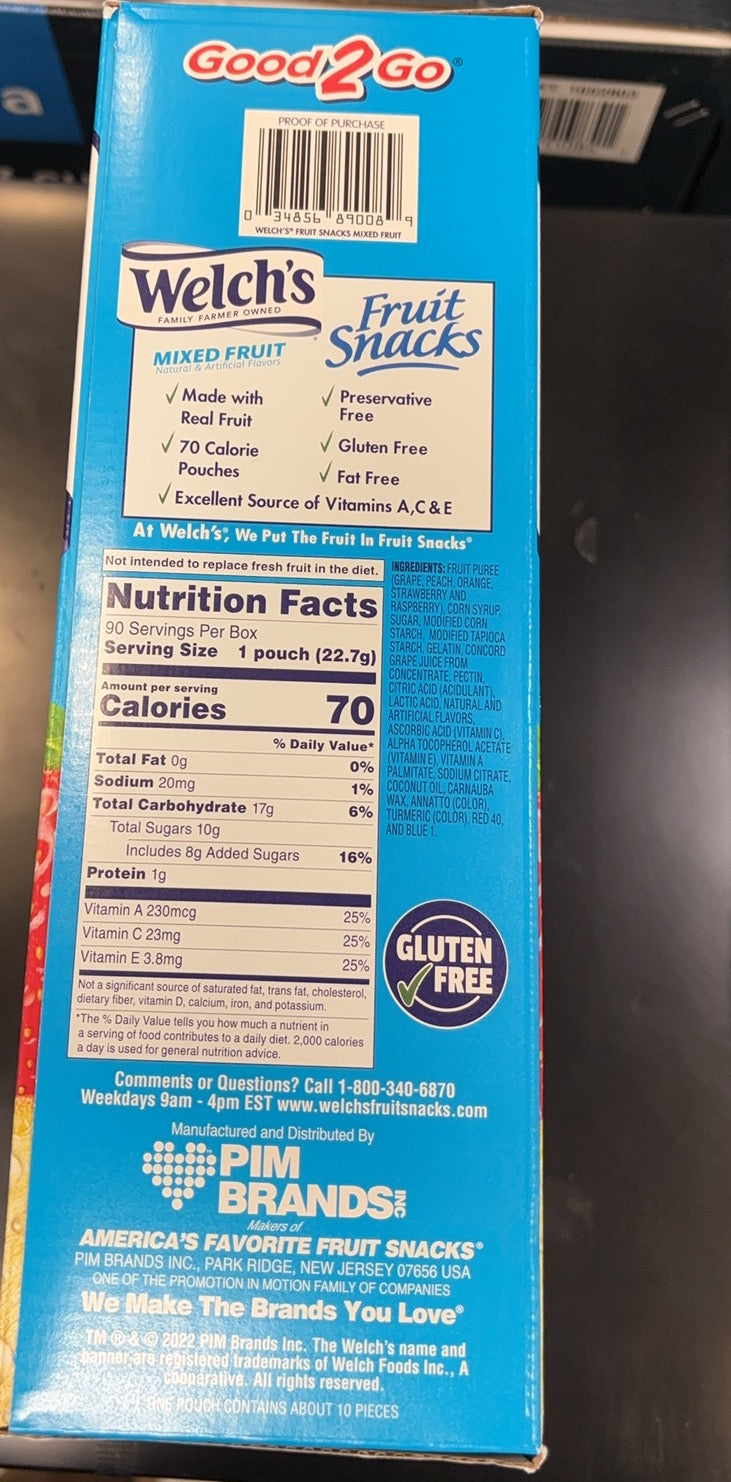 Good2Go®
PROOF OF PURCHASE
0 34856 89008 9
WELCH'S® FRUIT SNACKS MIXED FRUIT
Welch's
FAMILY FARMER OWNED
Fruit
Snacks
MIXED FRUIT
Natural & Artificial Flavors
✓ Made with
Real Fruit
✓ 70 Calorie
Pouches
✓ Preservative
Free
✓ Gluten Free
✓ Fat Free
✓ Excellent Source of Vitamins A,C & E
At Welch's®, We Put The Fruit In Fruit Snacks®
Not intended to replace fresh fruit in the diet.
Nutrition Facts
90 Servings Per Box
Serving Size 1 pouch (22.7g)
Amount per serving
Calories 70
% Daily Value*
Total Fat 0g 0%
Sodium 20mg 1%
Total Carbohydrate 17g 6%
Total Sugars 10g
Includes 8g Added Sugars 16%
Protein 1g
Vitamin A 230mcg 25%
Vitamin C 23mg 25%
Vitamin E 3.8mg 25%
Not a significant source of saturated fat, trans fat, cholesterol,
dietary fiber, vitamin D, calcium, iron, and potassium.
*The % Daily Value tells you how much a nutrient in
a serving of food contributes to a daily diet. 2,000 calories
a day is used for general nutrition advice.
INGREDIENTS: FRUIT PUREE
(GRAPE, PEACH, ORANGE,
STRAWBERRY AND
RASPBERRY), CORN SYRUP,
SUGAR, MODIFIED CORN
STARCH, MODIFIED TAPIOCA
STARCH, GELATIN, CONCORD
GRAPE JUICE FROM
CONCENTRATE, PECTIN,
CITRIC ACID (ACIDULANT),
LACTIC ACID, NATURAL AND
ARTIFICIAL FLAVORS,
ASCORBIC ACID (VITAMIN C),
ALPHA TOCOPHEROL ACETATE
(VITAMIN E), VITAMIN A
PALMITATE, SODIUM CITRATE,
COCONUT OIL, CARNAUBA
WAX, ANNATTO (COLOR),
TURMERIC (COLOR), RED 40,
AND BLUE 1.
GLUTEN
✓ FREE
Comments or Questions? Call 1-800-340-6870
Weekdays 9am - 4pm EST www.welchsfruitsnacks.com
Manufactured and Distributed By
PIM
BRANDS INC
Makers of
AMERICA'S FAVORITE FRUIT SNACKS®
PIM BRANDS INC., PARK RIDGE, NEW JERSEY 07656 USA
ONE OF THE PROMOTION IN MOTION FAMILY OF COMPANIES
We Make The Brands You Love®
TM ® & © 2022 PIM Brands Inc. The Welch's name and
banner are registered trademarks of Welch Foods Inc., A
cooperative. All rights reserved.
ONE POUCH CONTAINS ABOUT 10 PIECES
a